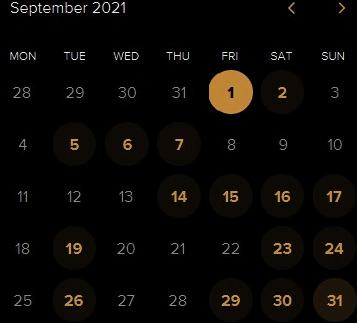 September 2021
MON TUE WED THU FRI SAT SUN
28 29 30 31 1 2 3
4 5 6 7 8 9 10
11 12 13 14 15 16 17
18 19 20 21 22 23 24
25 26 27 28 29 30 31